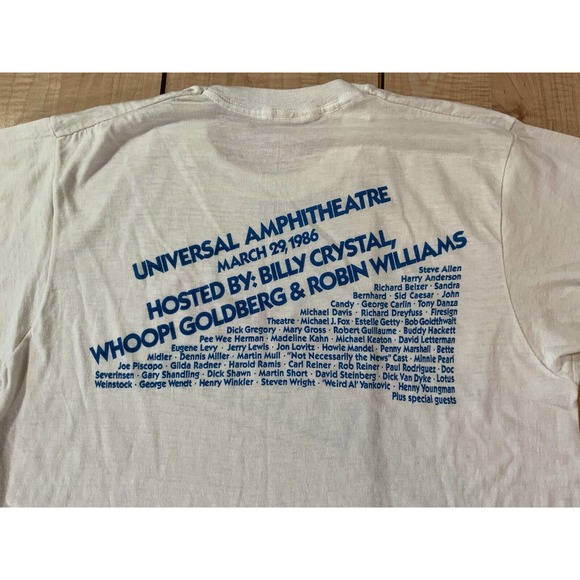 UNIVERSAL AMPHITHEATRE
MARCH 29, 1986
HOSTED BY: BILLY CRYSTAL,
WHOOPI GOLDBERG & ROBIN WILLIAMS
Steve Allen
Harry Anderson
Richard Belzer · Sandra
Bernhard · Sid Caesar · John
Candy · George Carlin · Tony Danza
Michael Davis · Richard Dreyfuss · Firesign
Theatre · Michael J. Fox · Estelle Getty · Bob Goldthwait
Dick Gregory · Mary Gross · Robert Guillaume · Buddy Hackett
Pee Wee Herman · Madeline Kahn · Michael Keaton · David Letterman
Eugene Levy · Jerry Lewis · Jon Lovitz · Howie Mandel · Penny Marshall · Bette
Midler · Dennis Miller · Martin Mull · "Not Necessarily the News" Cast · Minnie Pearl
Joe Piscopo · Gilda Radner · Harold Ramis · Carl Reiner · Rob Reiner · Paul Rodriguez · Doc
Severinsen · Gary Shandling · Dick Shawn · Martin Short · David Steinberg · Dick Van Dyke · Lotus
Weinstock · George Wendt · Henry Winkler · Steven Wright · 'Weird Al' Yankovic · Henny Youngman
Plus special guests